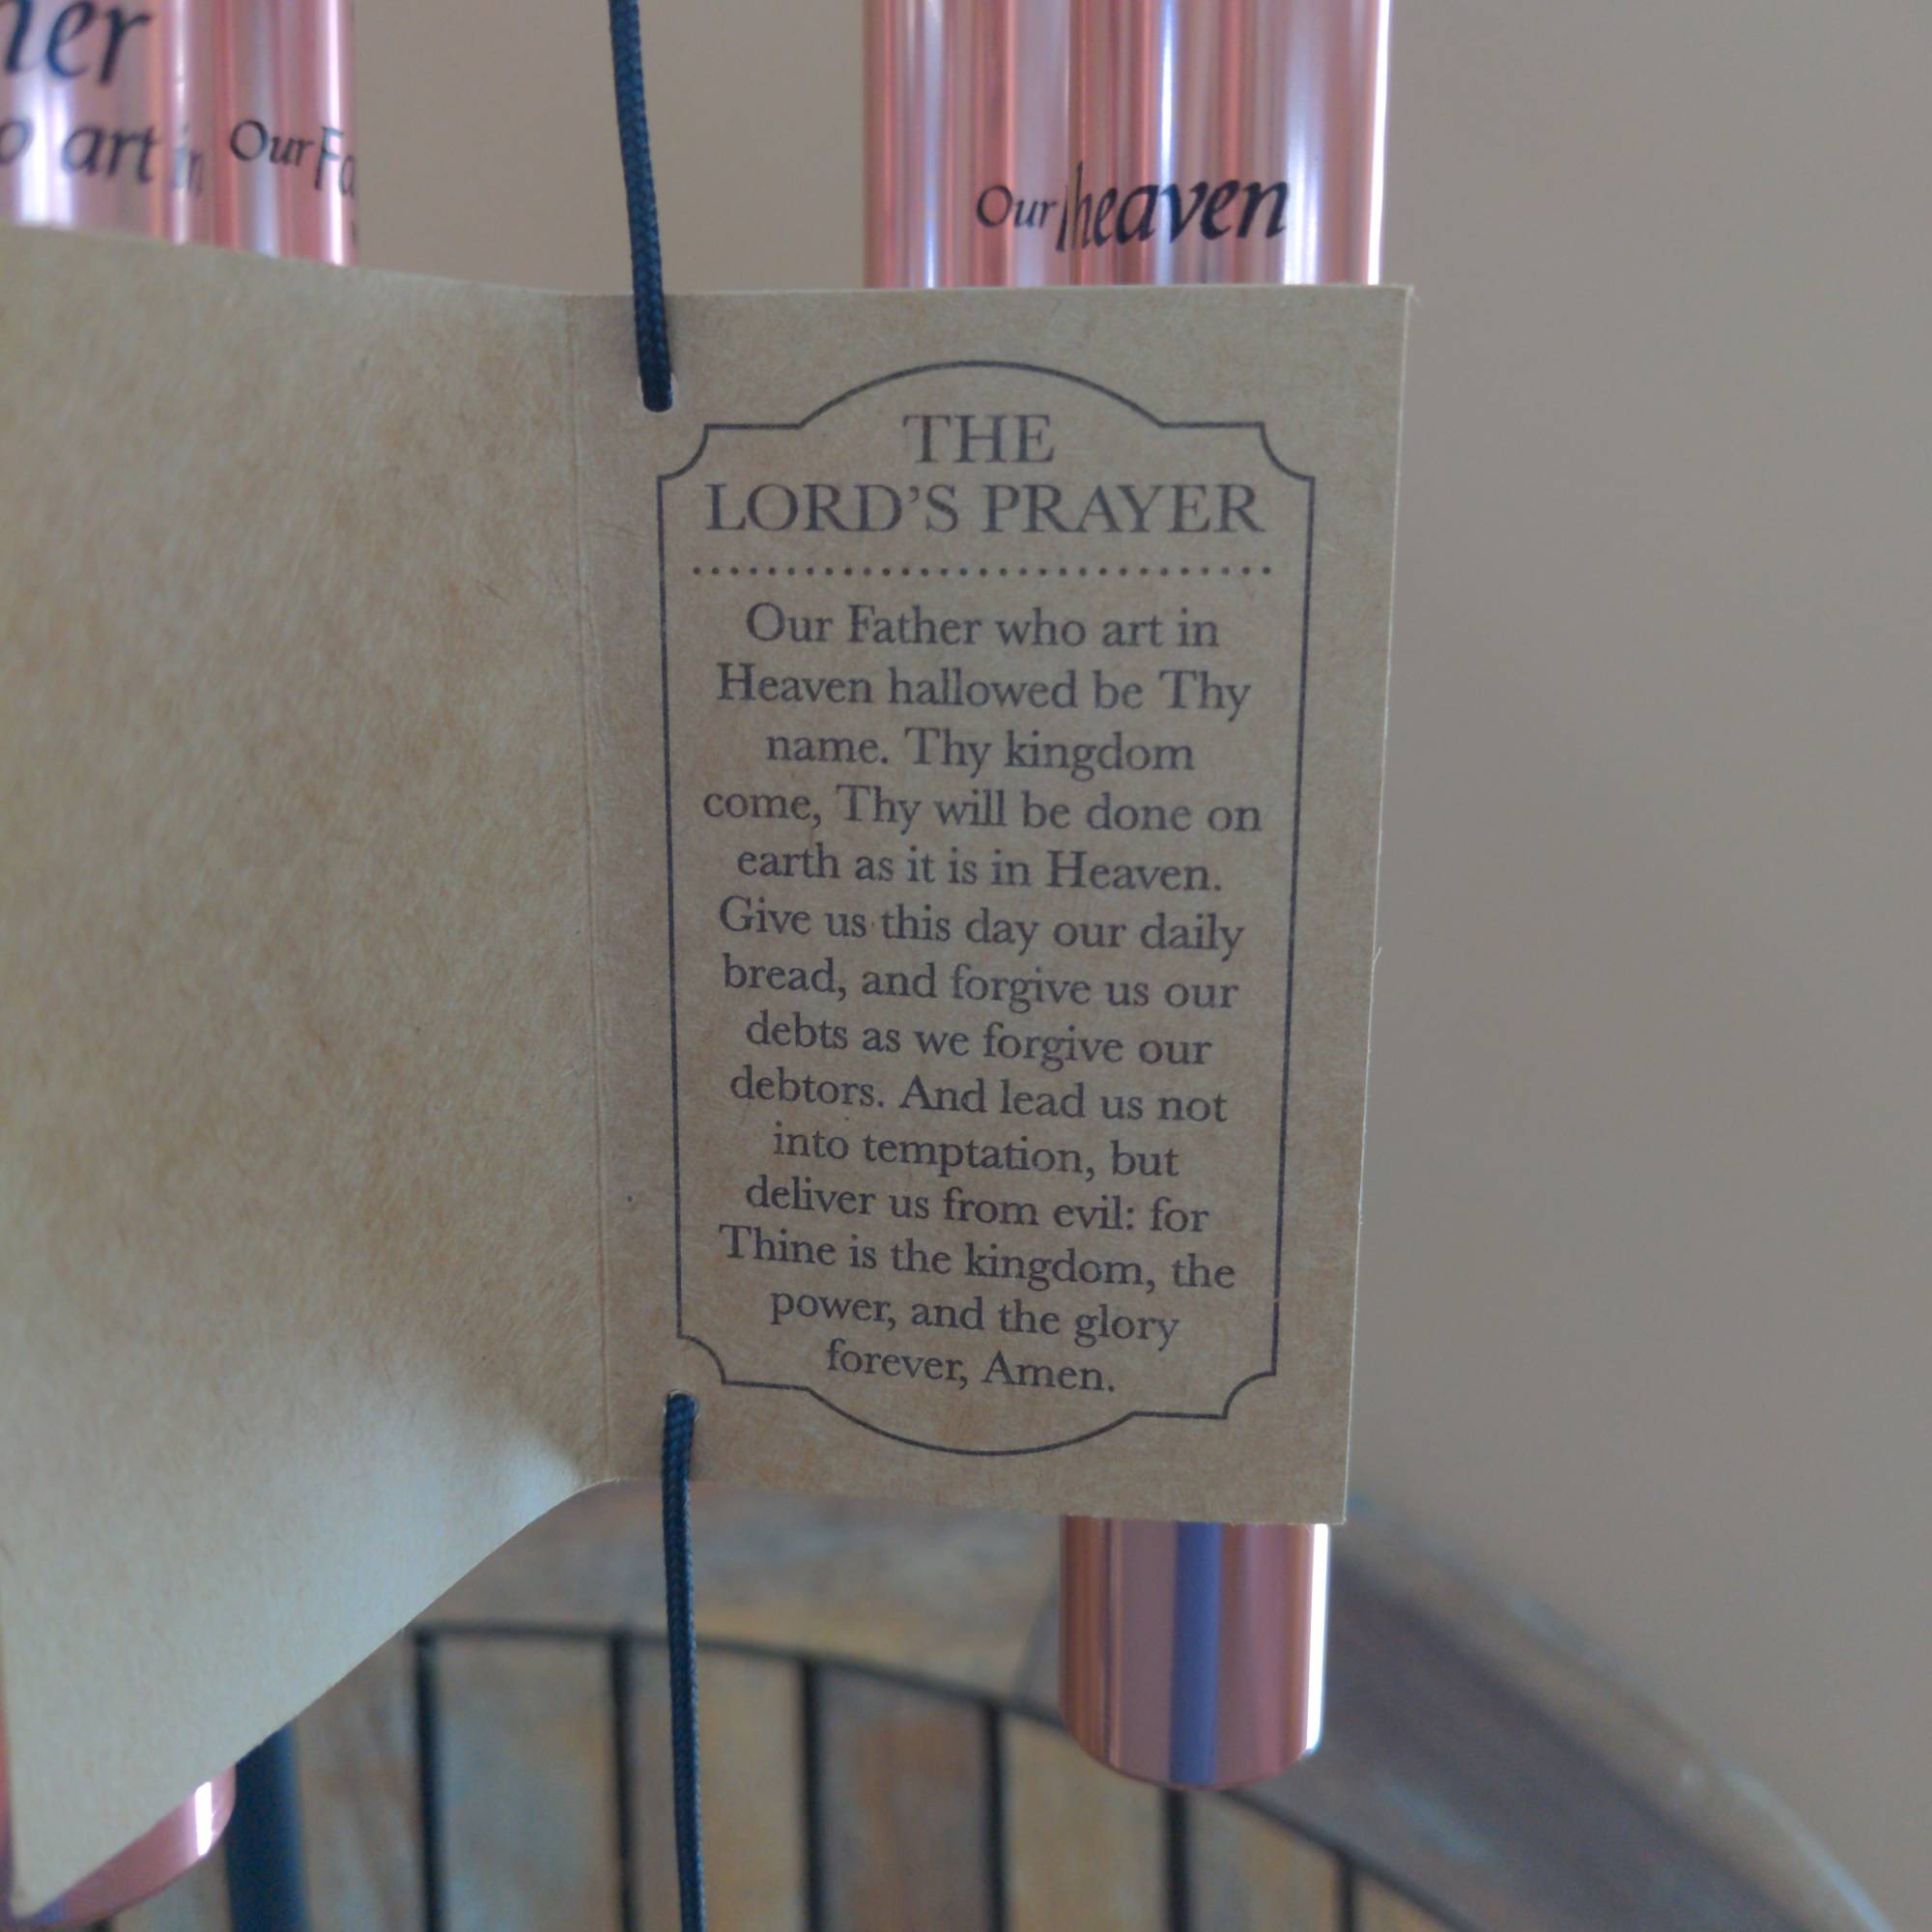 art in
Our
Our heaven
THE
LORD'S PRAYER
Our Father who art in
Heaven hallowed be Thy
name. Thy kingdom
come, Thy will be done on
earth as it is in Heaven.
Give us this day our daily
bread, and forgive us our
debts as we forgive our
debtors. And lead us not
into temptation, but
deliver us from evil: for
Thine is the kingdom, the
power, and the glory
forever, Amen.